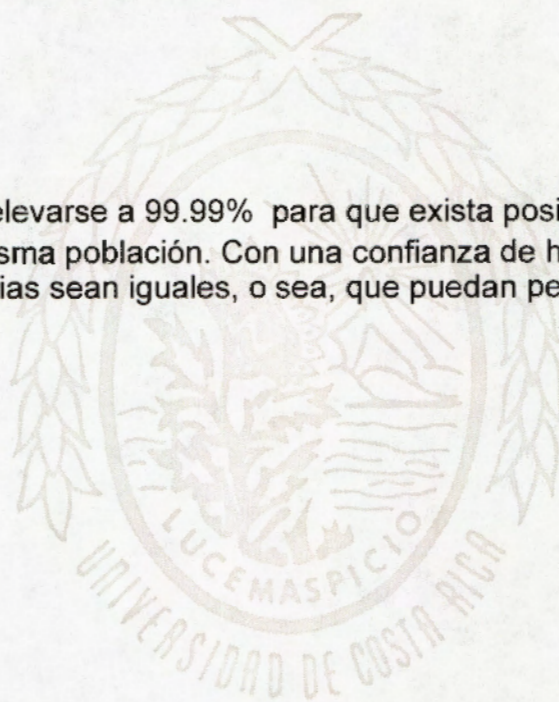 elevarse a 99.99% para que exista posi
sma población. Con una confianza de h
ias sean iguales, o sea, que puedan pe
LUCEMASPICIO
UNIVERSIDAD DE COSTA RICA